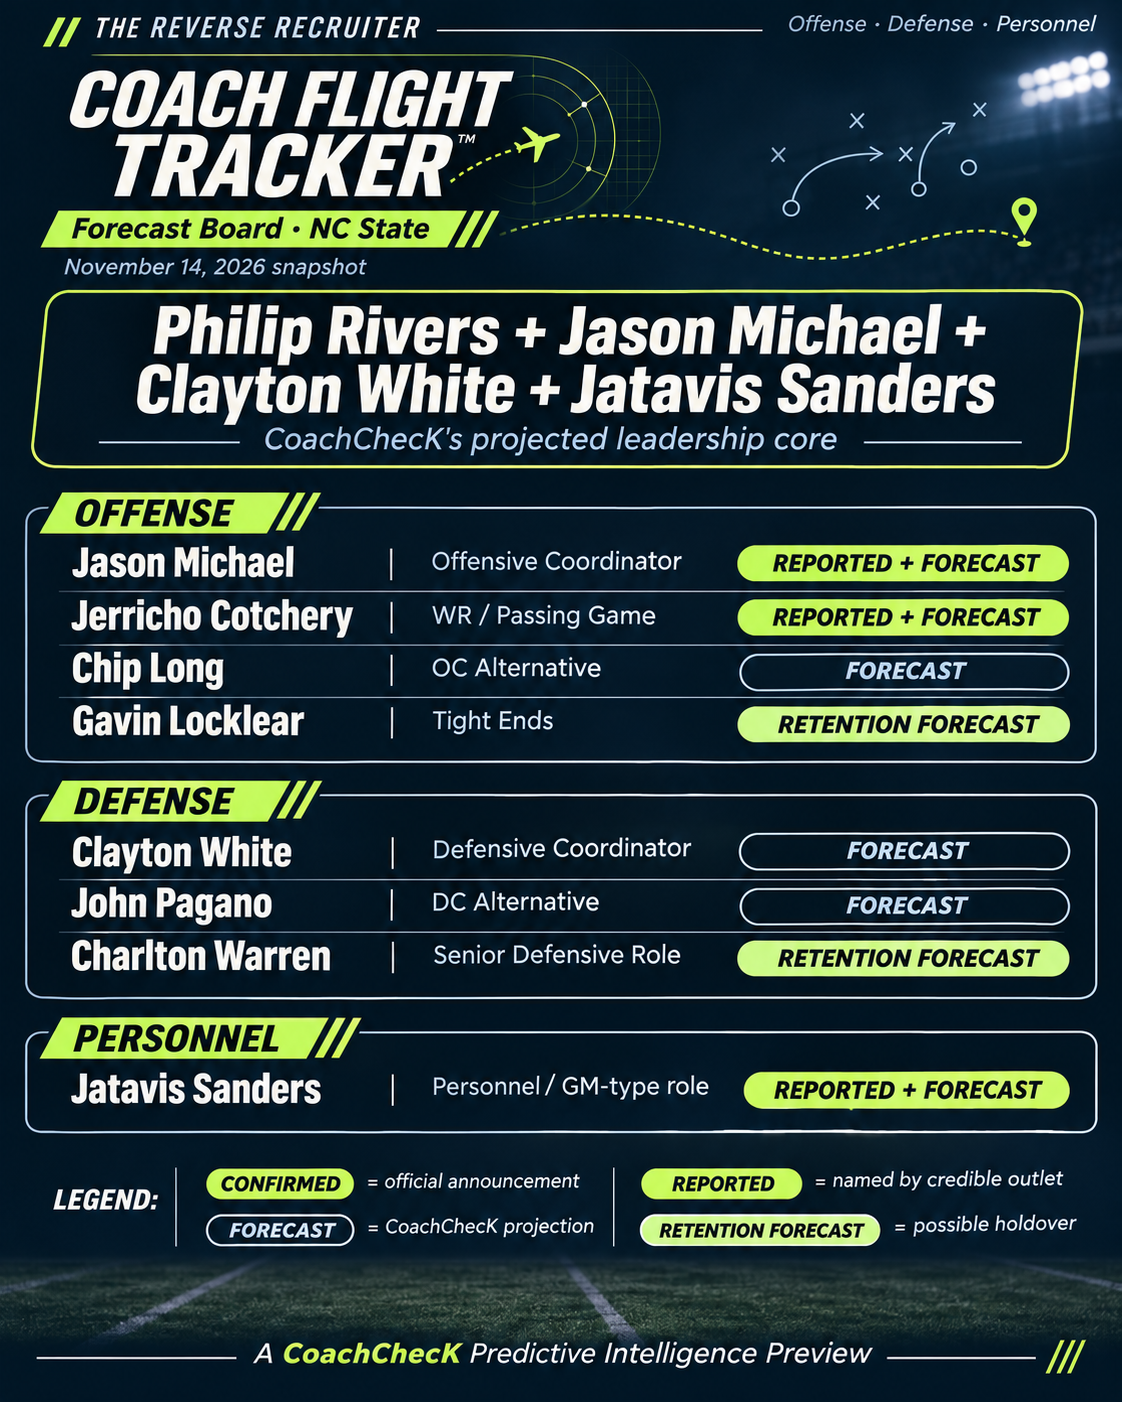 THE REVERSE RECRUITER
Offense · Defense · Personnel
COACH FLIGHT
TRACKER™
Forecast Board · NC State
November 14, 2026 snapshot
Philip Rivers + Jason Michael +
Clayton White + Jatavis Sanders
CoachChecK's projected leadership core
OFFENSE
Jason Michael | Offensive Coordinator REPORTED + FORECAST
Jerricho Cotchery | WR / Passing Game REPORTED + FORECAST
Chip Long | OC Alternative FORECAST
Gavin Locklear | Tight Ends RETENTION FORECAST
DEFENSE
Clayton White | Defensive Coordinator FORECAST
John Pagano | DC Alternative FORECAST
Charlton Warren | Senior Defensive Role RETENTION FORECAST
PERSONNEL
Jatavis Sanders | Personnel / GM-type role REPORTED + FORECAST
LEGEND:
CONFIRMED = official announcement
REPORTED = named by credible outlet
FORECAST = CoachChecK projection
RETENTION FORECAST = possible holdover
A CoachChecK Predictive Intelligence Preview